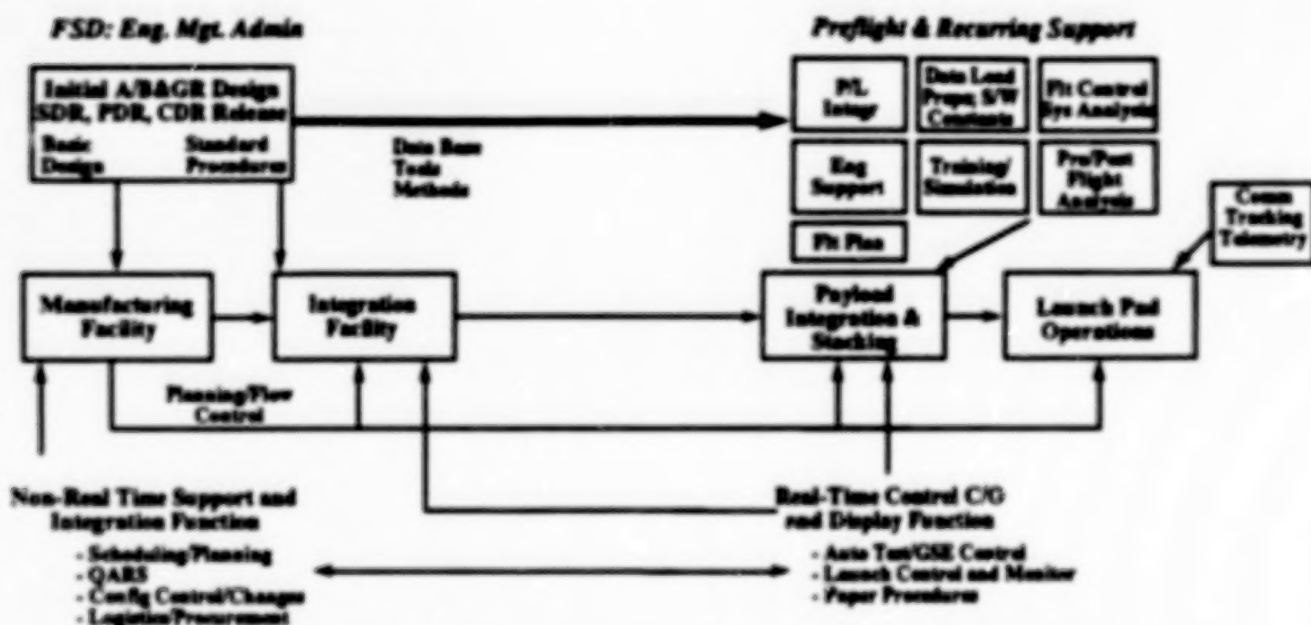 FSD: Eng. Mgt. Admin
Preflight & Recurring Support
Initial A/B&GR Design
SDR, PDR, CDR Release
Basic
Design
Standard
Procedures
Data Base
Tools
Methods
P/L
Integr
Data Load
Preps; S/W
Constants
Flt Control
Sys Analysis
Eng
Support
Training/
Simulation
Pre/Post
Flight
Analysis
Flt Plan
Comm
Tracking
Telemetry
Manufacturing
Facility
Integration
Facility
Payload
Integration &
Stacking
Launch Pad
Operations
Planning/Flow
Control
Non-Real Time Support and
Integration Function
- Scheduling/Planning
- QARS
- Config Control/Changes
- Logistics/Procurement
Real-Time Control C/G
and Display Function
- Auto Test/GSE Control
- Launch Control and Monitor
- Paper Procedures